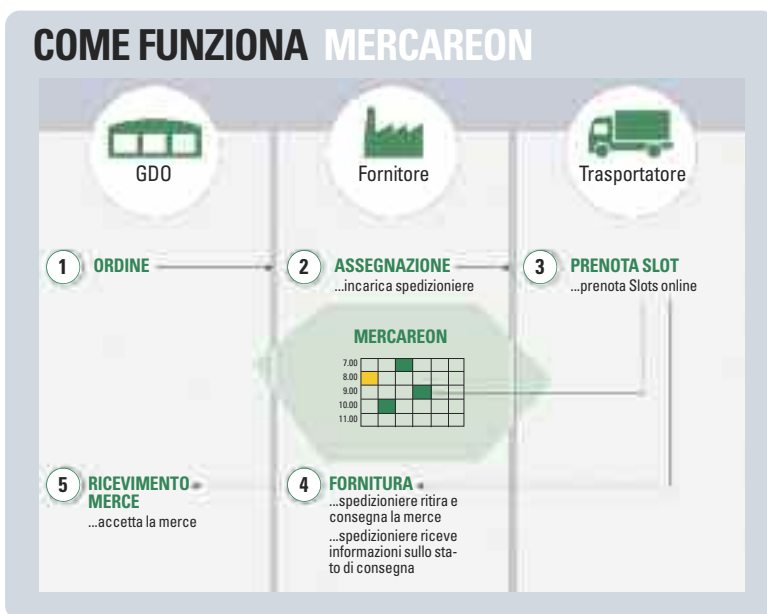 COME FUNZIONA MERCAREON
GDO
Fornitore
Trasportatore
1 ORDINE
2 ASSEGNAZIONE
...incarica spedizioniere
3 PRENOTA SLOT
...prenota Slots online
MERCAREON
7.00
8.00
9.00
10.00
11.00
5 RICEVIMENTO
MERCE
...accetta la merce
4 FORNITURA
...spedizioniere ritira e
consegna la merce
...spedizioniere riceve
informazioni sullo sta-
to di consegna